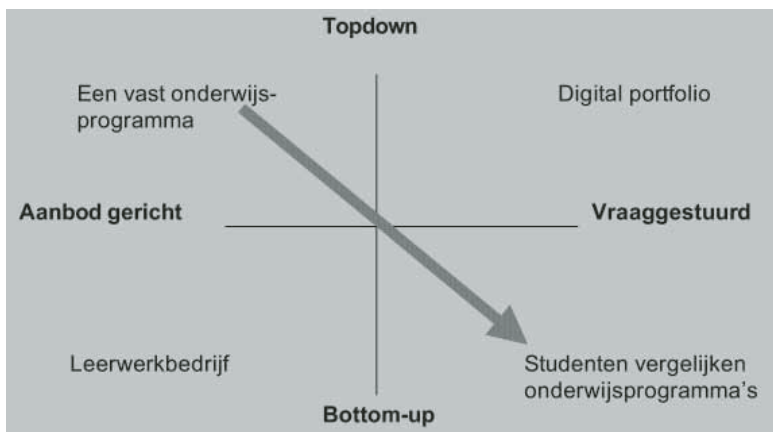 Topdown
Een vast onderwijs-
programma
Digital portfolio
Aanbod gericht
Vraaggestuurd
Leerwerkbedrijf
Studenten vergelijken
onderwijsprogramma's
Bottom-up